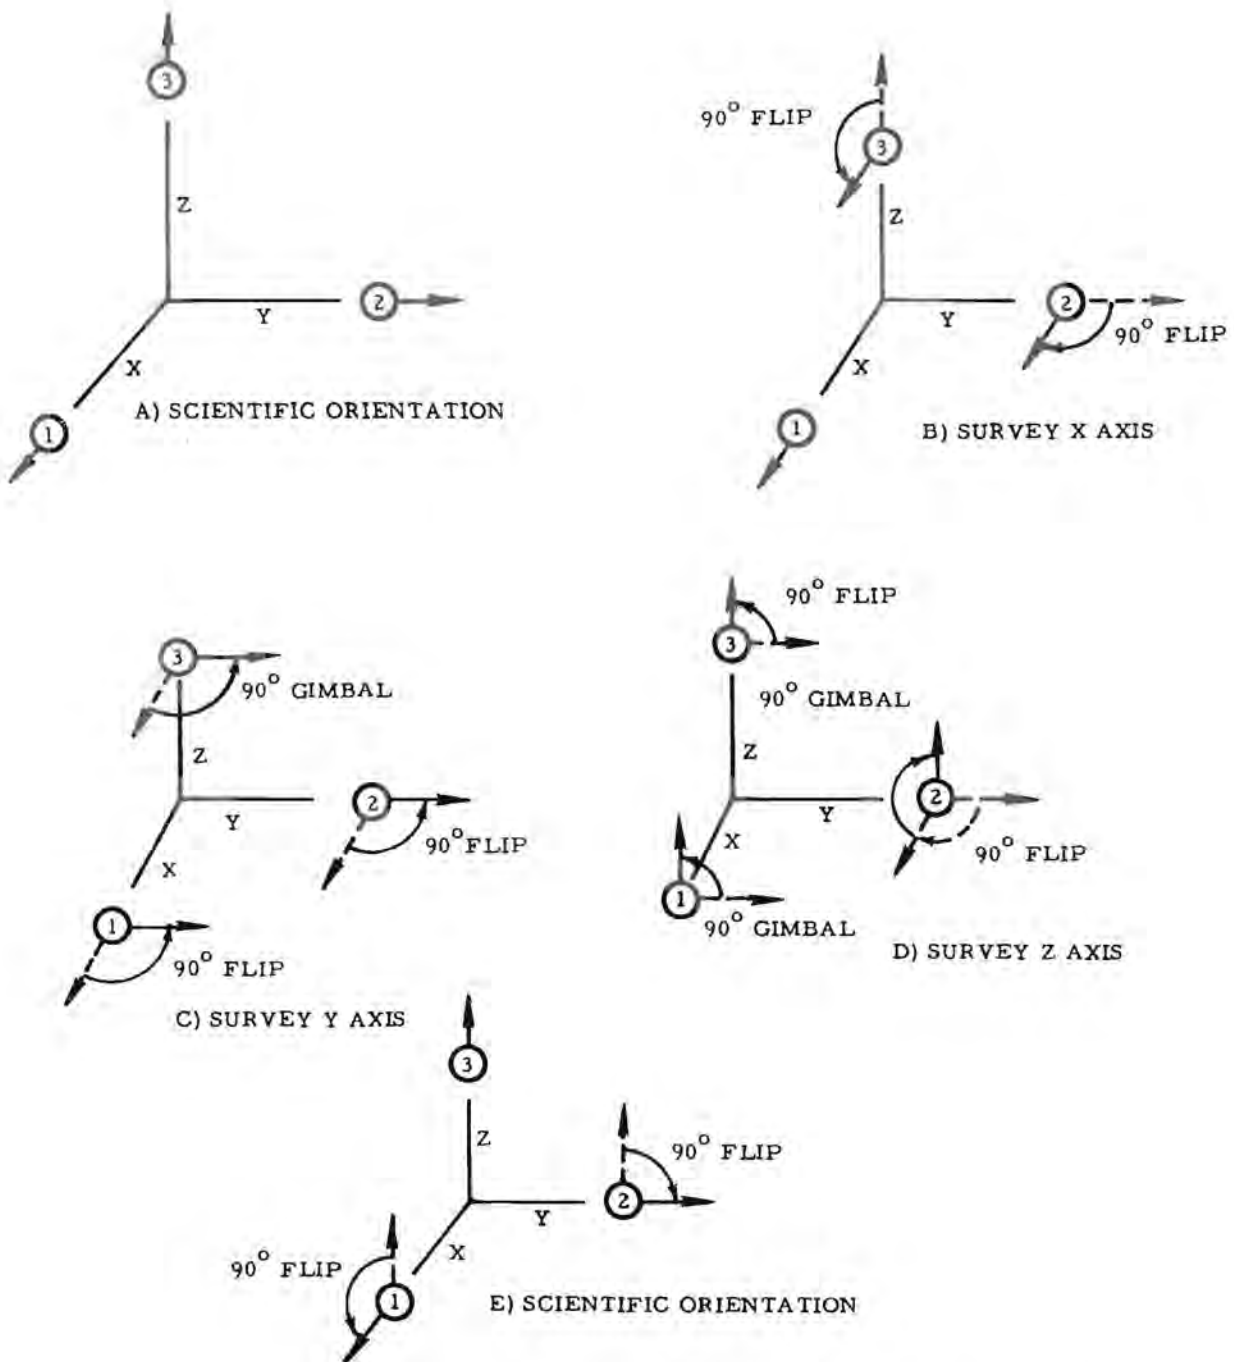 3
Z
2
Y
X
1
A) SCIENTIFIC ORIENTATION
90° FLIP
3
Z
2
Y
90° FLIP
X
1
B) SURVEY X AXIS
3
90° GIMBAL
Z
2
Y
90° FLIP
X
1
90° FLIP
C) SURVEY Y AXIS
90° FLIP
3
90° GIMBAL
Z
2
Y
X
90° FLIP
1
90° GIMBAL
D) SURVEY Z AXIS
3
Z
90° FLIP
2
Y
X
90° FLIP
1
E) SCIENTIFIC ORIENTATION